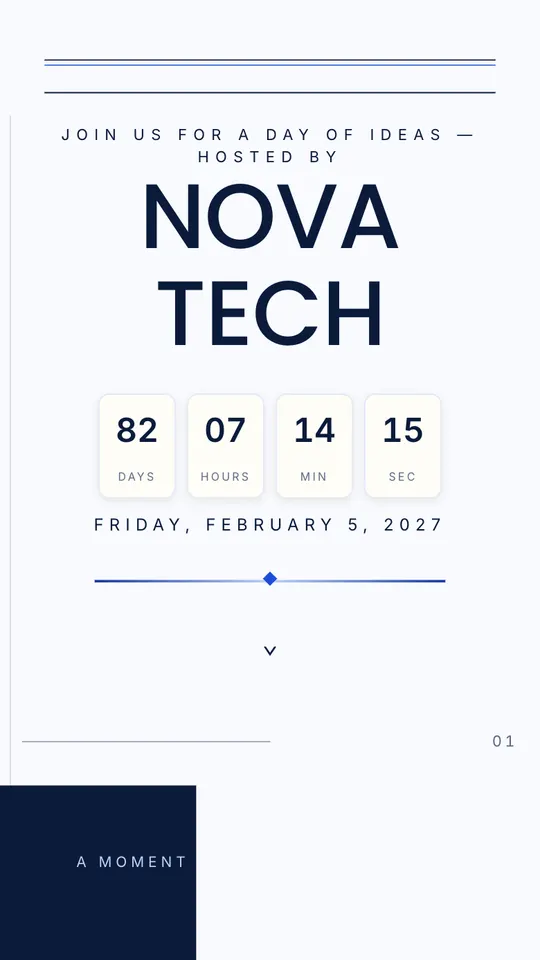 JOIN US FOR A DAY OF IDEAS —
HOSTED BY
NOVA
TECH
82 07 14 15
DAYS HOURS MIN SEC
FRIDAY, FEBRUARY 5, 2027
01
A MOMENT